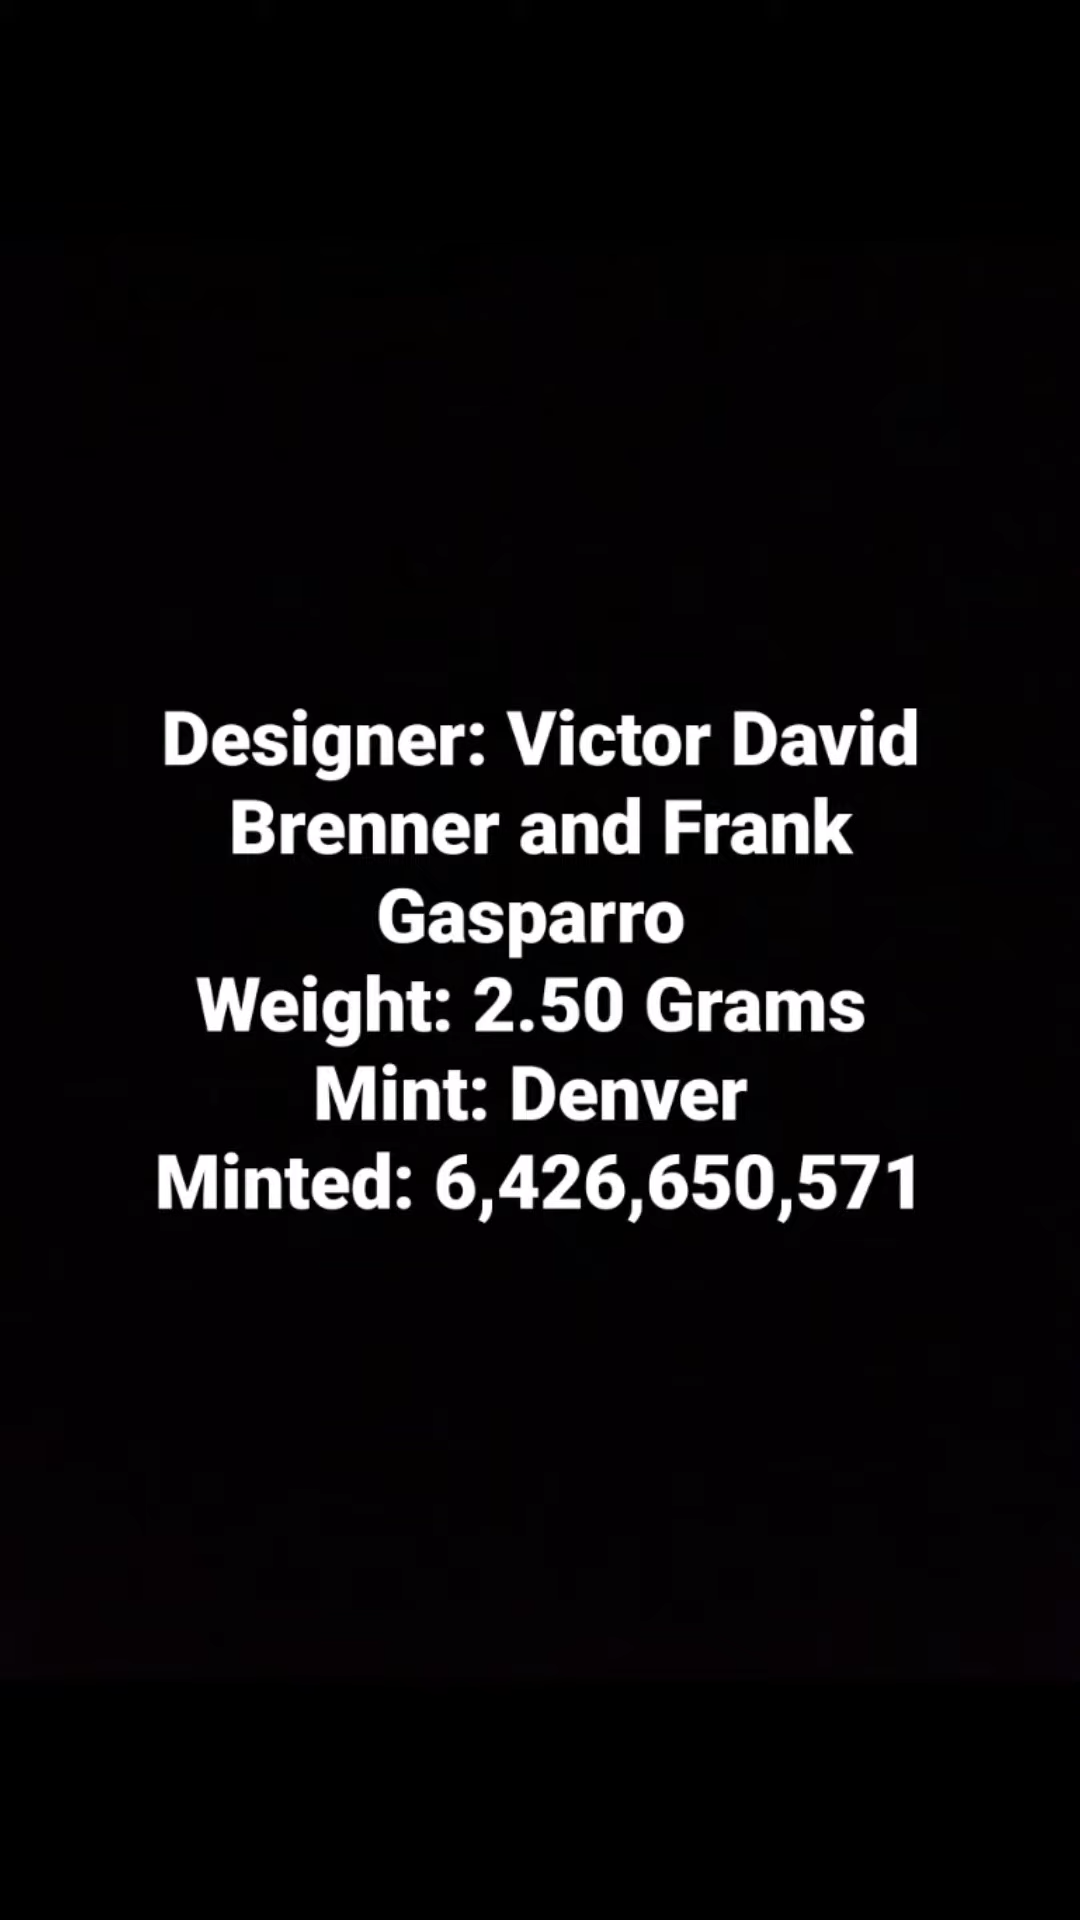 Designer: Victor David
Brenner and Frank
Gasparro
Weight: 2.50 Grams
Mint: Denver
Minted: 6,426,650,571